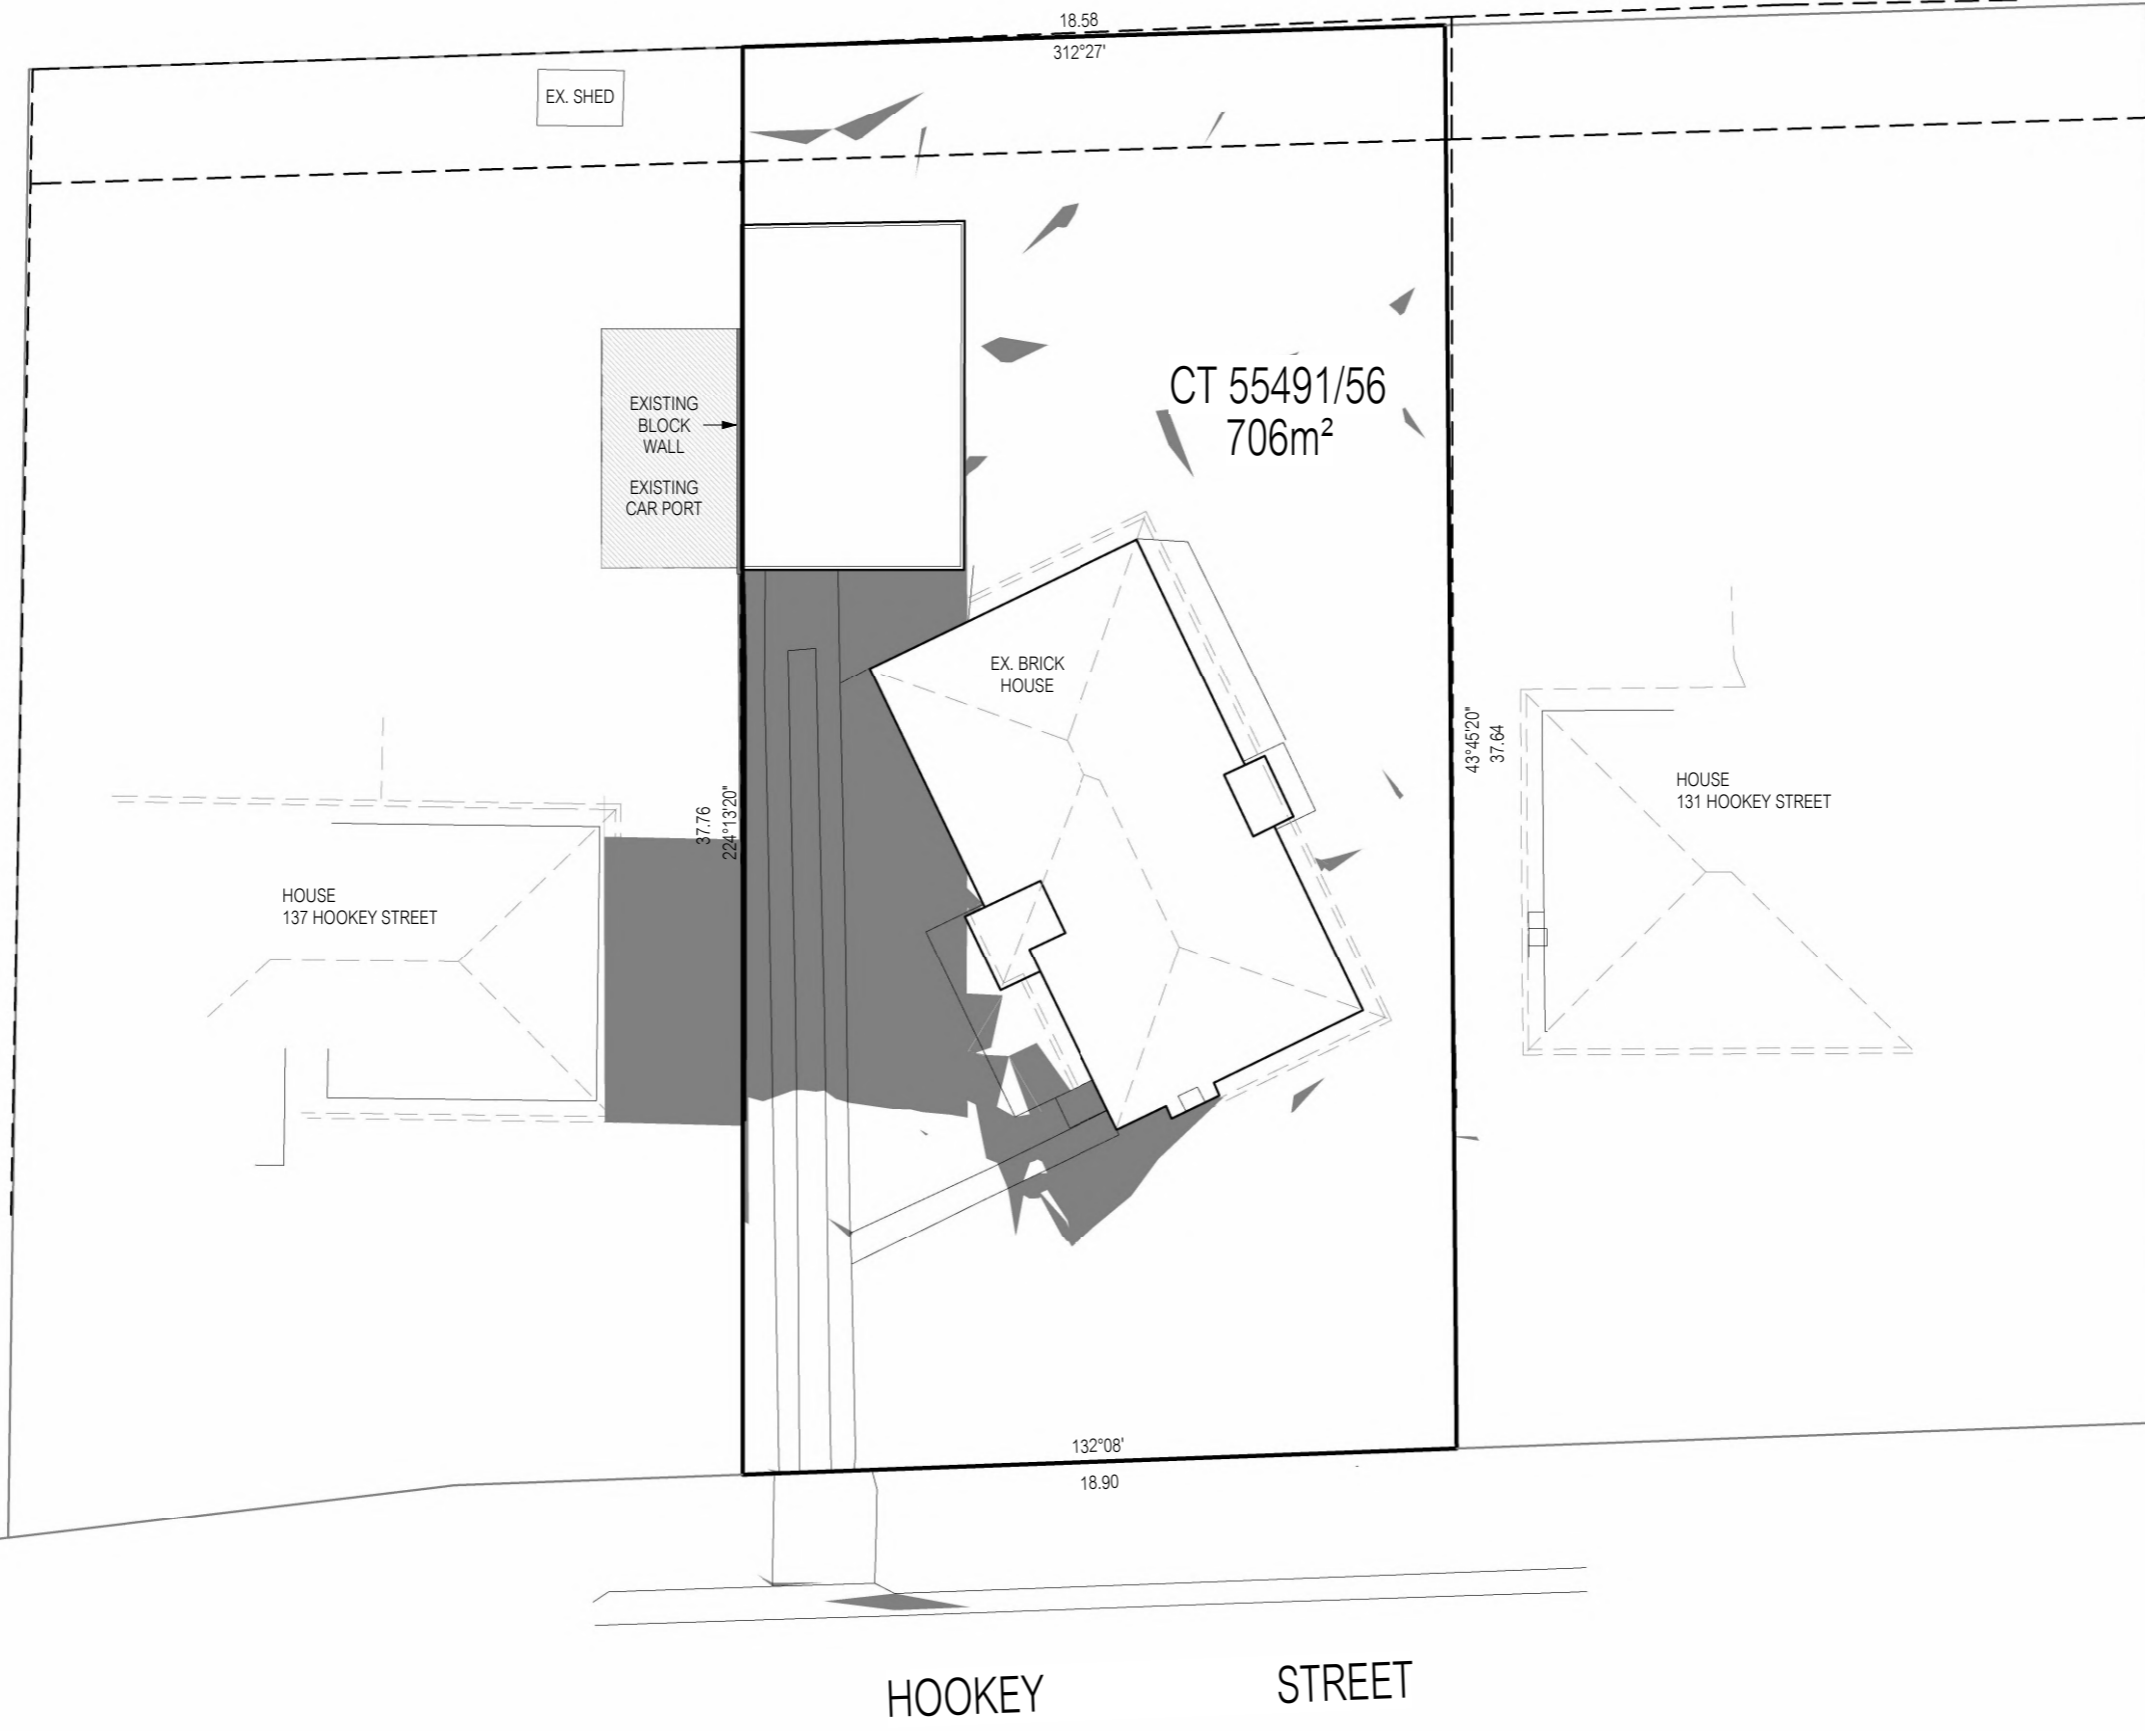 18.58
312°27'
EX. SHED
EXISTING
BLOCK
WALL
EXISTING
CAR PORT
CT 55491/56
706m²
EX. BRICK
HOUSE
43°45'20"
37.64
HOUSE
131 HOOKEY STREET
37.76
224°13'20"
HOUSE
137 HOOKEY STREET
132°08'
18.90
HOOKEY STREET